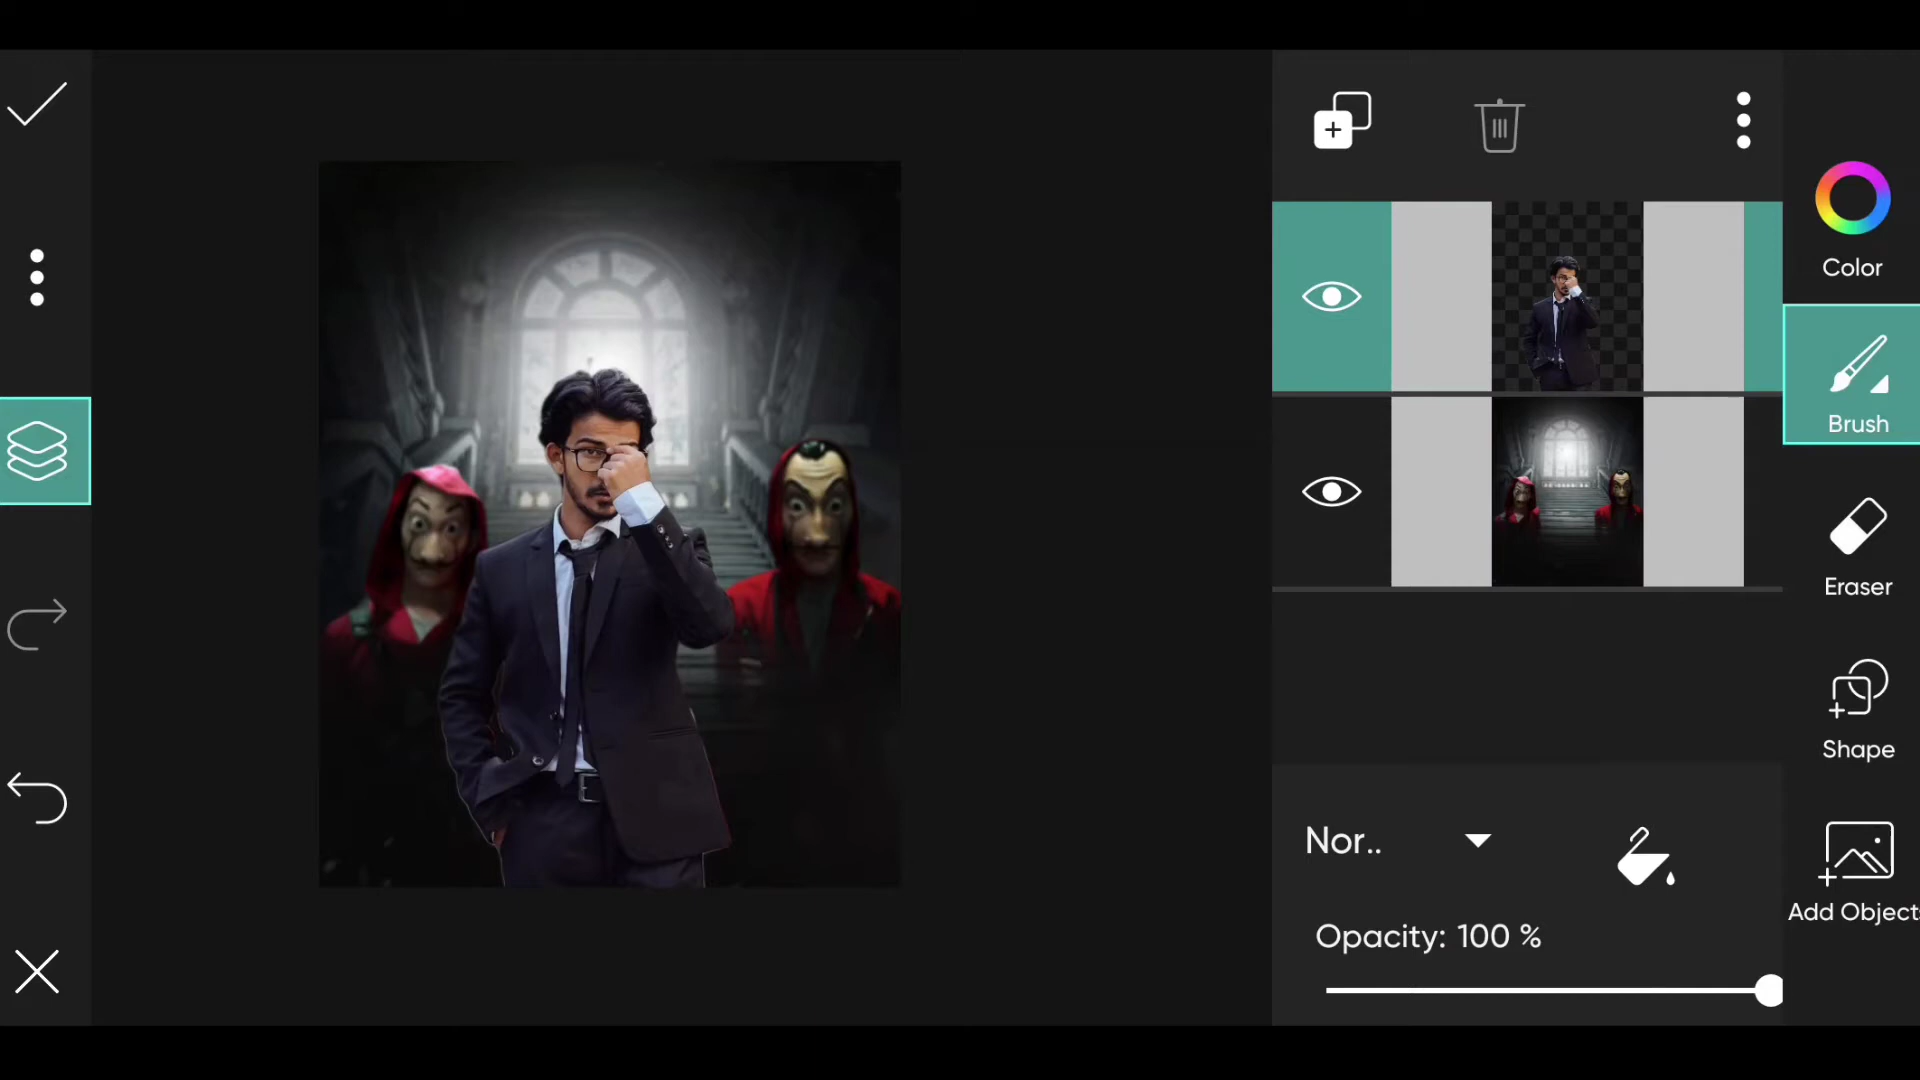 Color
Brush
Eraser
Shape
Add Object
Nor..
Opacity: 100 %